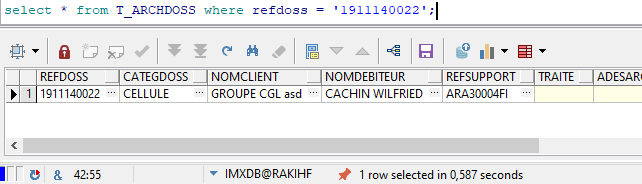 select * from T_ARCHDOSS where refdoss = '1911140022';
REFDOSS CATEGDOSS NOMCLIENT NOMDEBITEUR REFSUPPORT TRAITE ADESARC
1 1911140022 ... CELLULE ... GROUPE CGL asd ... CACHIN WILFRIED ... ARA30004FI ...
& 42:55 IMXDB@RAKIHF 1 row selected in 0,587 seconds